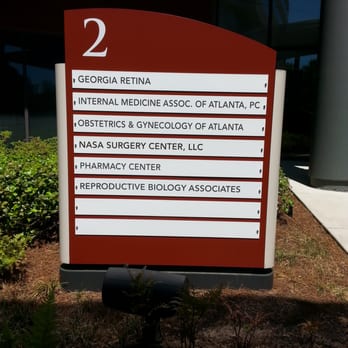 2
GEORGIA RETINA
INTERNAL MEDICINE ASSOC. OF ATLANTA, PC
OBSTETRICS & GYNECOLOGY OF ATLANTA
NASA SURGERY CENTER, LLC
PHARMACY CENTER
REPRODUCTIVE BIOLOGY ASSOCIATES